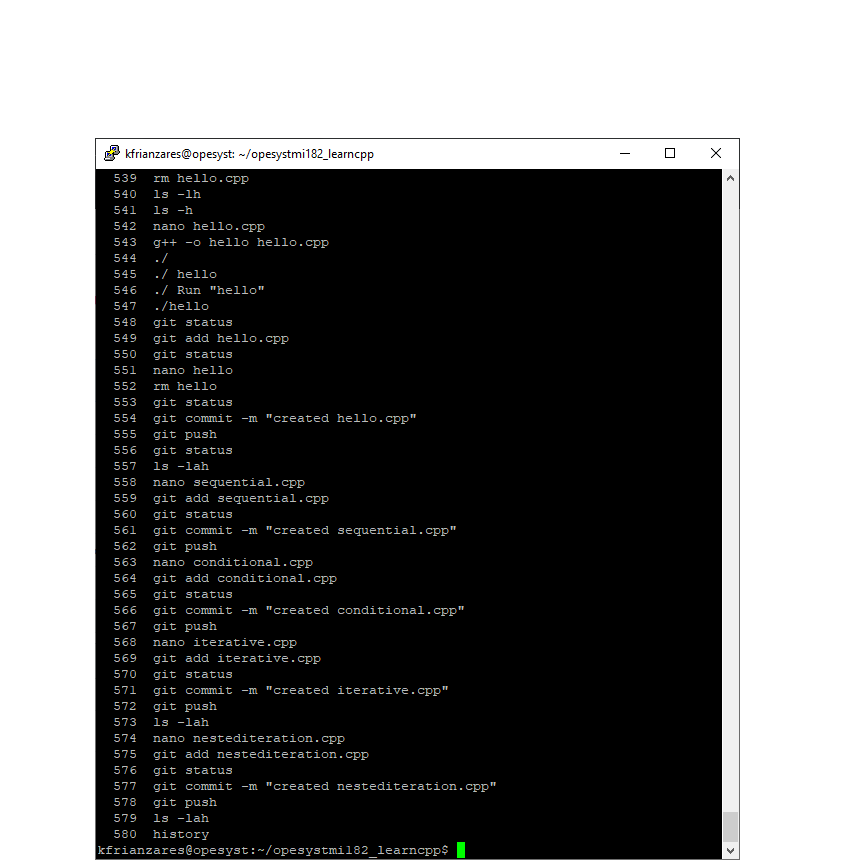 kfrianzares@opesyst: ~/opesystmi182_learncpp
539 rm hello.cpp
540 ls -lh
541 ls -h
542 nano hello.cpp
543 g++ -o hello hello.cpp
544 ./
545 ./ hello
546 ./ Run "hello"
547 ./hello
548 git status
549 git add hello.cpp
550 git status
551 nano hello
552 rm hello
553 git status
554 git commit -m "created hello.cpp"
555 git push
556 git status
557 ls -lah
558 nano sequential.cpp
559 git add sequential.cpp
560 git status
561 git commit -m "created sequential.cpp"
562 git push
563 nano conditional.cpp
564 git add conditional.cpp
565 git status
566 git commit -m "created conditional.cpp"
567 git push
568 nano iterative.cpp
569 git add iterative.cpp
570 git status
571 git commit -m "created iterative.cpp"
572 git push
573 ls -lah
574 nano nestediteration.cpp
575 git add nestediteration.cpp
576 git status
577 git commit -m "created nestediteration.cpp"
578 git push
579 ls -lah
580 history
kfrianzares@opesyst:~/opesystmi182_learncpp$